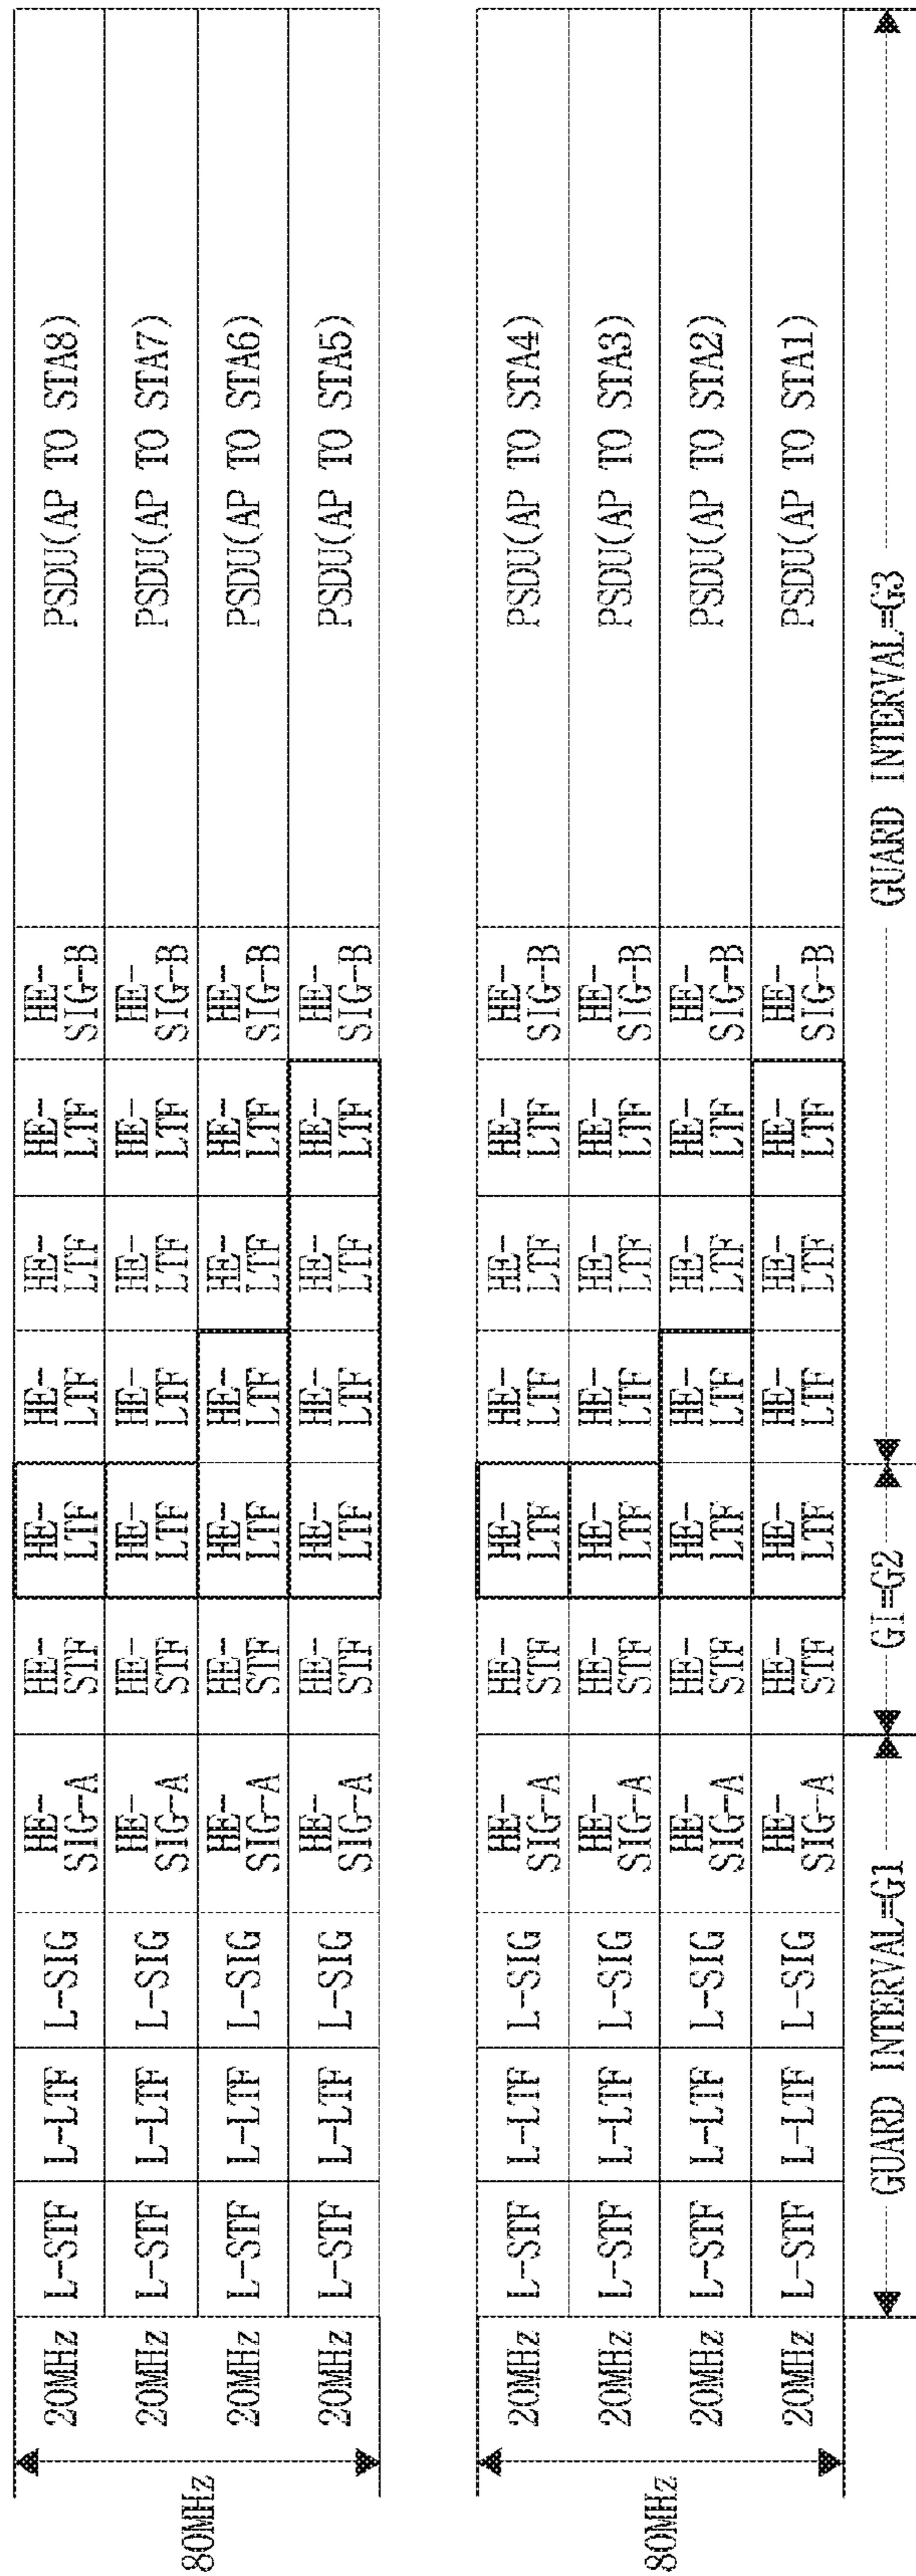 80MHz
20MHz L-STF L-LTF L-SIG HE-SIG-A HE-STF HE-LTF HE-LTF HE-LTF HE-LTF HE-SIG-B PSDU(AP TO STA8)
20MHz L-STF L-LTF L-SIG HE-SIG-A HE-STF HE-LTF HE-LTF HE-LTF HE-LTF HE-SIG-B PSDU(AP TO STA7)
20MHz L-STF L-LTF L-SIG HE-SIG-A HE-STF HE-LTF HE-LTF HE-LTF HE-LTF HE-SIG-B PSDU(AP TO STA6)
20MHz L-STF L-LTF L-SIG HE-SIG-A HE-STF HE-LTF HE-LTF HE-LTF HE-LTF HE-SIG-B PSDU(AP TO STA5)
80MHz
20MHz L-STF L-LTF L-SIG HE-SIG-A HE-STF HE-LTF HE-LTF HE-LTF HE-LTF HE-SIG-B PSDU(AP TO STA4)
20MHz L-STF L-LTF L-SIG HE-SIG-A HE-STF HE-LTF HE-LTF HE-LTF HE-LTF HE-SIG-B PSDU(AP TO STA3)
20MHz L-STF L-LTF L-SIG HE-SIG-A HE-STF HE-LTF HE-LTF HE-LTF HE-LTF HE-SIG-B PSDU(AP TO STA2)
20MHz L-STF L-LTF L-SIG HE-SIG-A HE-STF HE-LTF HE-LTF HE-LTF HE-LTF HE-SIG-B PSDU(AP TO STA1)
GUARD INTERVAL=G1 GI=G2 GUARD INTERVAL=G3